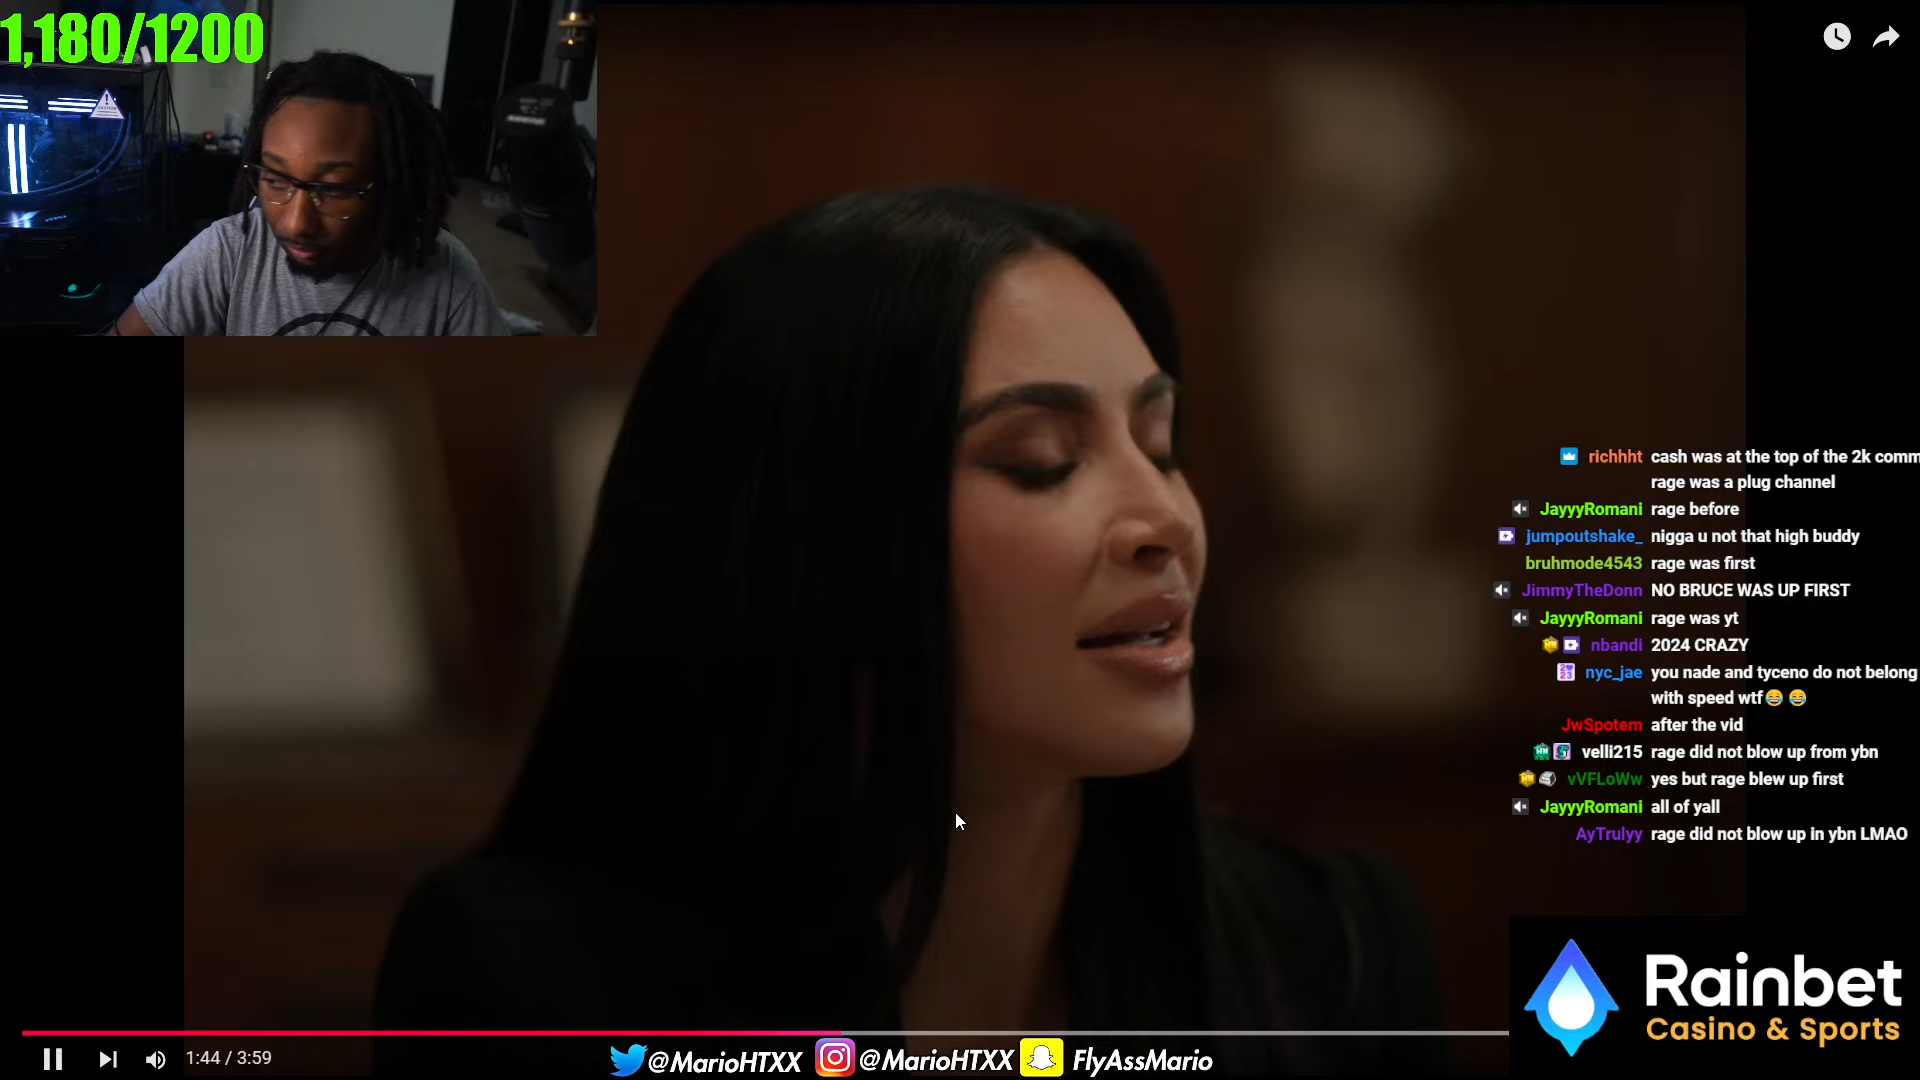 1,180/1200
richhht cash was at the top of the 2k comm
rage was a plug channel
JayyyRomani rage before
jumpoutshake_ nigga u not that high buddy
bruhmode4543 rage was first
JimmyTheDonn NO BRUCE WAS UP FIRST
JayyyRomani rage was yt
nbandi 2024 CRAZY
nyc_jae you nade and tyceno do not belong
with speed wtf😂 😂
JwSpotem after the vid
velli215 rage did not blow up from ybn
vVFLoWw yes but rage blew up first
JayyyRomani all of yall
AyTrulyy rage did not blow up in ybn LMAO
Rainbet
Casino & Sports
1:44 / 3:59
@MarioHTXX @MarioHTXX FlyAssMario